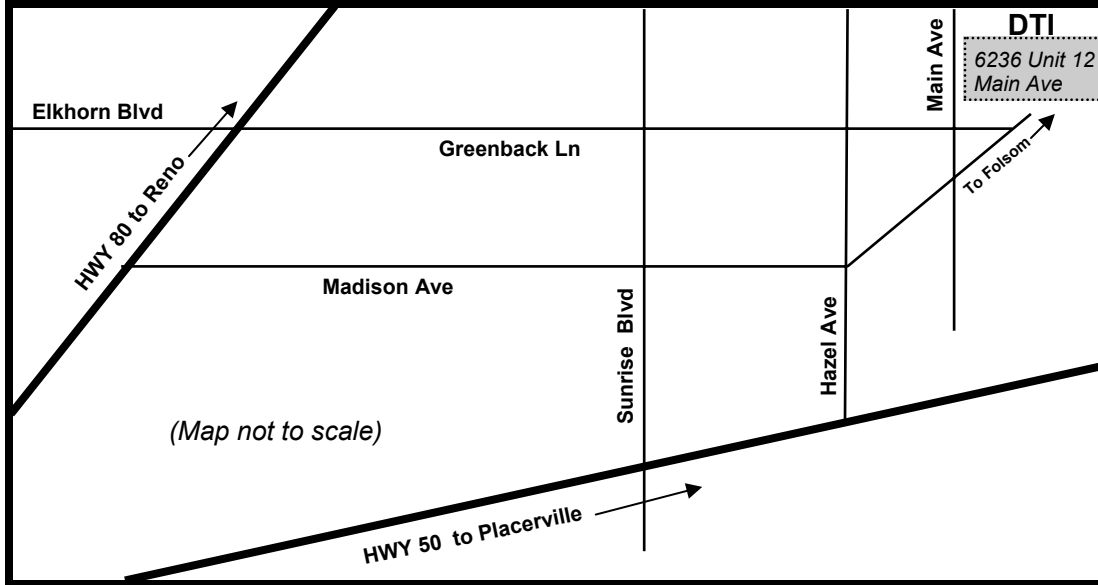 DTI
6236 Unit 12
Main Ave
Main Ave
Elkhorn Blvd
Greenback Ln
To Folsom
HWY 80 to Reno
Madison Ave
Sunrise Blvd
Hazel Ave
(Map not to scale)
HWY 50 to Placerville